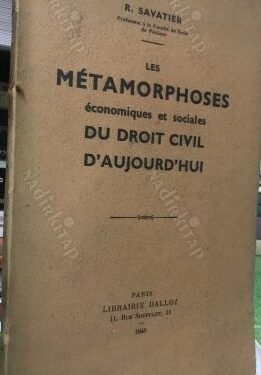 R. SAVATIER
Professeur à la Faculté de Droit
de Poitiers
LES
MÉTAMORPHOSES
économiques et sociales
DU DROIT CIVIL
D'AUJOURD'HUI
PARIS
LIBRAIRIE DALLOZ
11, RUE SOUFFLOT, 11
1948